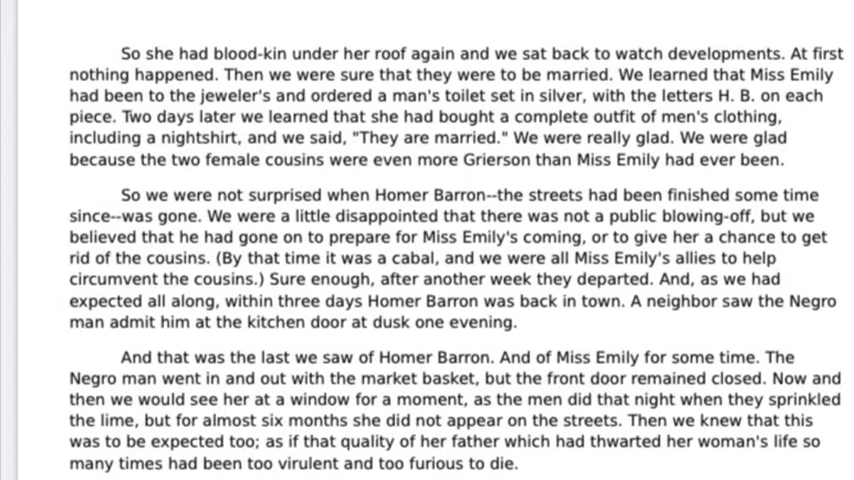 So she had blood-kin under her roof again and we sat back to watch developments. At first
nothing happened. Then we were sure that they were to be married. We learned that Miss Emily
had been to the jeweler's and ordered a man's toilet set in silver, with the letters H. B. on each
piece. Two days later we learned that she had bought a complete outfit of men's clothing,
including a nightshirt, and we said, "They are married." We were really glad. We were glad
because the two female cousins were even more Grierson than Miss Emily had ever been.
So we were not surprised when Homer Barron--the streets had been finished some time
since--was gone. We were a little disappointed that there was not a public blowing-off, but we
believed that he had gone on to prepare for Miss Emily's coming, or to give her a chance to get
rid of the cousins. (By that time it was a cabal, and we were all Miss Emily's allies to help
circumvent the cousins.) Sure enough, after another week they departed. And, as we had
expected all along, within three days Homer Barron was back in town. A neighbor saw the Negro
man admit him at the kitchen door at dusk one evening.
And that was the last we saw of Homer Barron. And of Miss Emily for some time. The
Negro man went in and out with the market basket, but the front door remained closed. Now and
then we would see her at a window for a moment, as the men did that night when they sprinkled
the lime, but for almost six months she did not appear on the streets. Then we knew that this
was to be expected too; as if that quality of her father which had thwarted her woman's life so
many times had been too virulent and too furious to die.